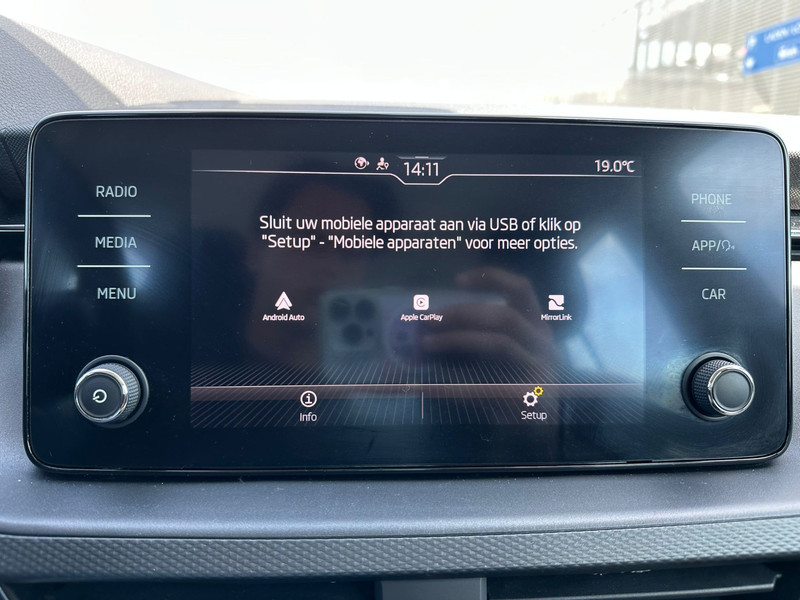 14:11
19.0°C
RADIO
MEDIA
MENU
Sluit uw mobiele apparaat aan via USB of klik op
"Setup" - "Mobiele apparaten" voor meer opties.
Android Auto
Apple CarPlay
MirrorLink
Info
Setup
PHONE
APP/
CAR